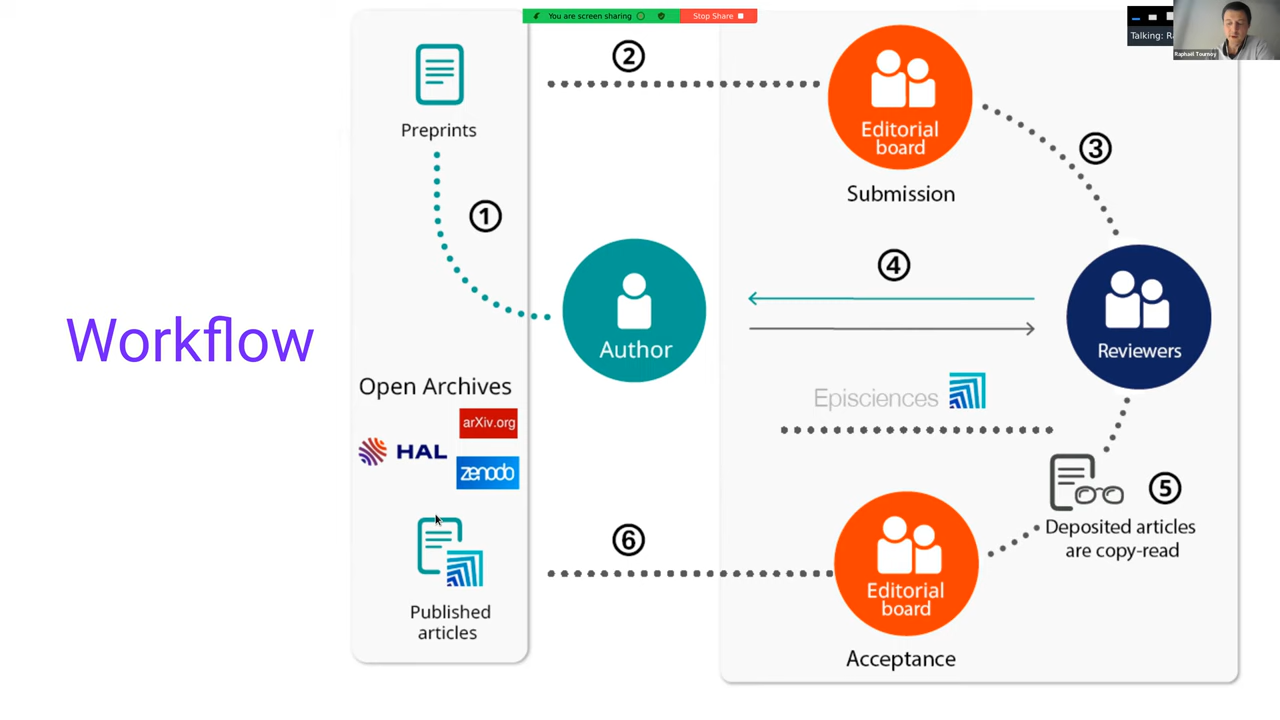 You are screen sharing
Stop Share
Talking: Ra
Raphaël Tournoy
Workflow
Preprints
1
2
Editorial
board
Submission
3
Author
4
Reviewers
Open Archives
arXiv.org
HAL
zenodo
Episciences
5
Deposited articles
are copy-read
6
Published
articles
Editorial
board
Acceptance